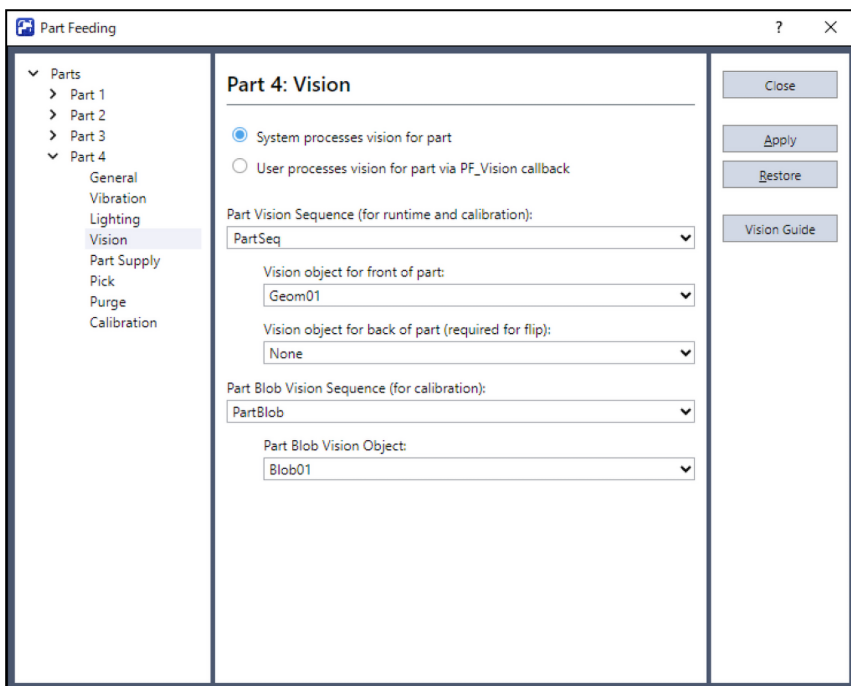 Part Feeding
?
Parts
Part 1
Part 2
Part 3
Part 4
General
Vibration
Lighting
Vision
Part Supply
Pick
Purge
Calibration
Part 4: Vision
System processes vision for part
User processes vision for part via PF_Vision callback
Part Vision Sequence (for runtime and calibration):
PartSeq
Vision object for front of part:
Geom01
Vision object for back of part (required for flip):
None
Part Blob Vision Sequence (for calibration):
PartBlob
Part Blob Vision Object:
Blob01
Close
Apply
Restore
Vision Guide